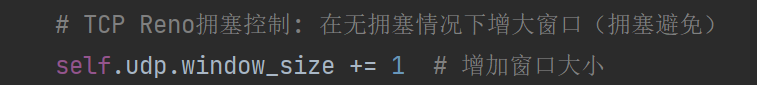 # TCP Reno拥塞控制: 在无拥塞情况下增大窗口（拥塞避免）
self.udp.window_size += 1  # 增加窗口大小